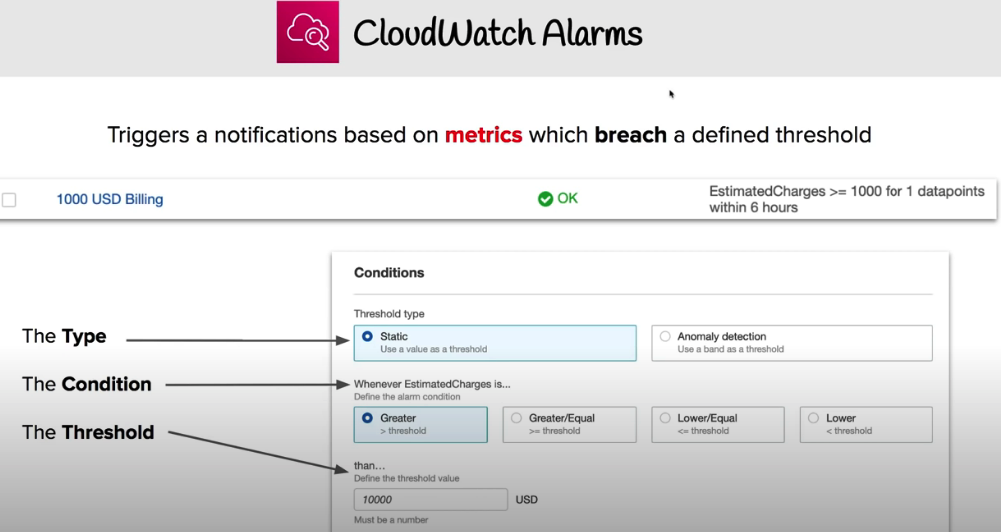 CloudWatch Alarms
Triggers a notifications based on metrics which breach a defined threshold
1000 USD Billing
OK
EstimatedCharges >= 1000 for 1 datapoints
within 6 hours
Conditions
Threshold type
The Type
Static
Use a value as a threshold
Anomaly detection
Use a band as a threshold
The Condition
Whenever EstimatedCharges is...
Define the alarm condition
Greater
> threshold
Greater/Equal
>= threshold
Lower/Equal
<= threshold
Lower
< threshold
The Threshold
than...
Define the threshold value
10000
USD
Must be a number